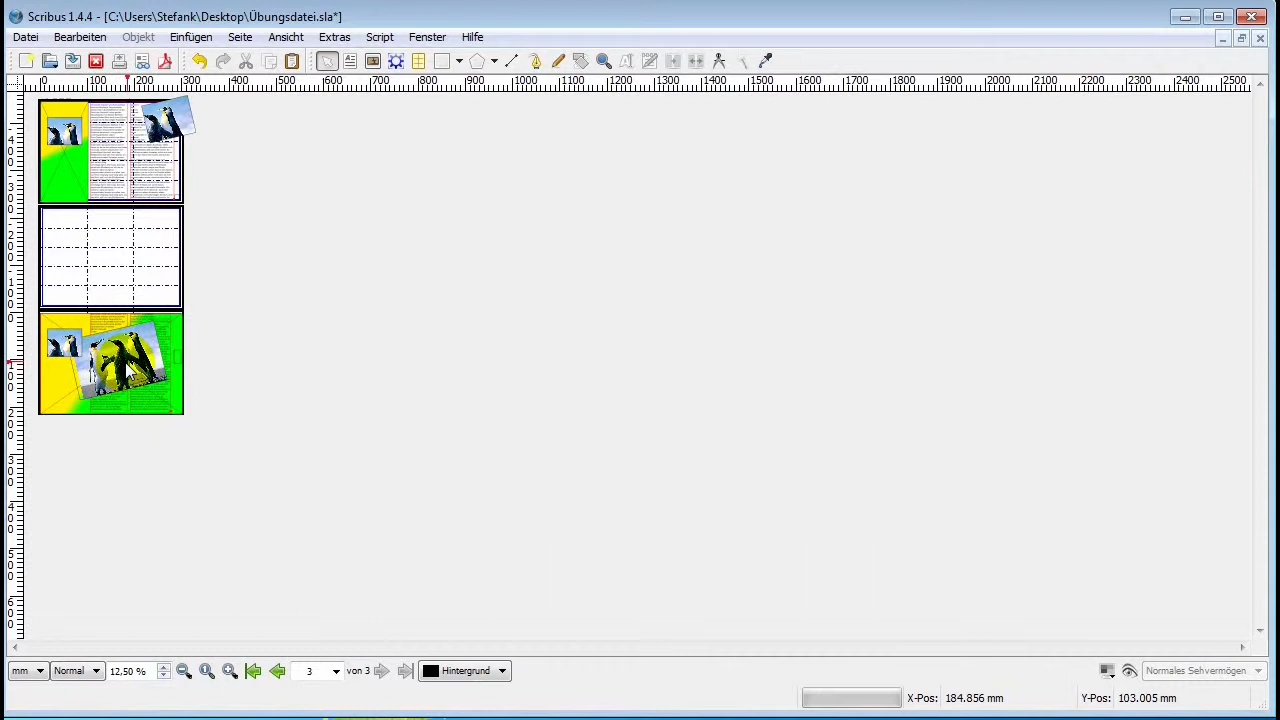 Scribus 1.4.4 - [C:\Users\Stefank\Desktop\Übungsdatei.sla*]
Datei Bearbeiten Objekt Einfügen Seite Ansicht Extras Script Fenster Hilfe
0 100 200 300 400 500 600 700 800 900 1000 1100 1200 1300 1400 1500 1600 1700 1800 1900 2000 2100 2200 2300 2400 2500
mm Normal 12,50 % 3 von 3 Hintergrund Normales Sehvermögen
X-Pos: 184.856 mm Y-Pos: 103.005 mm